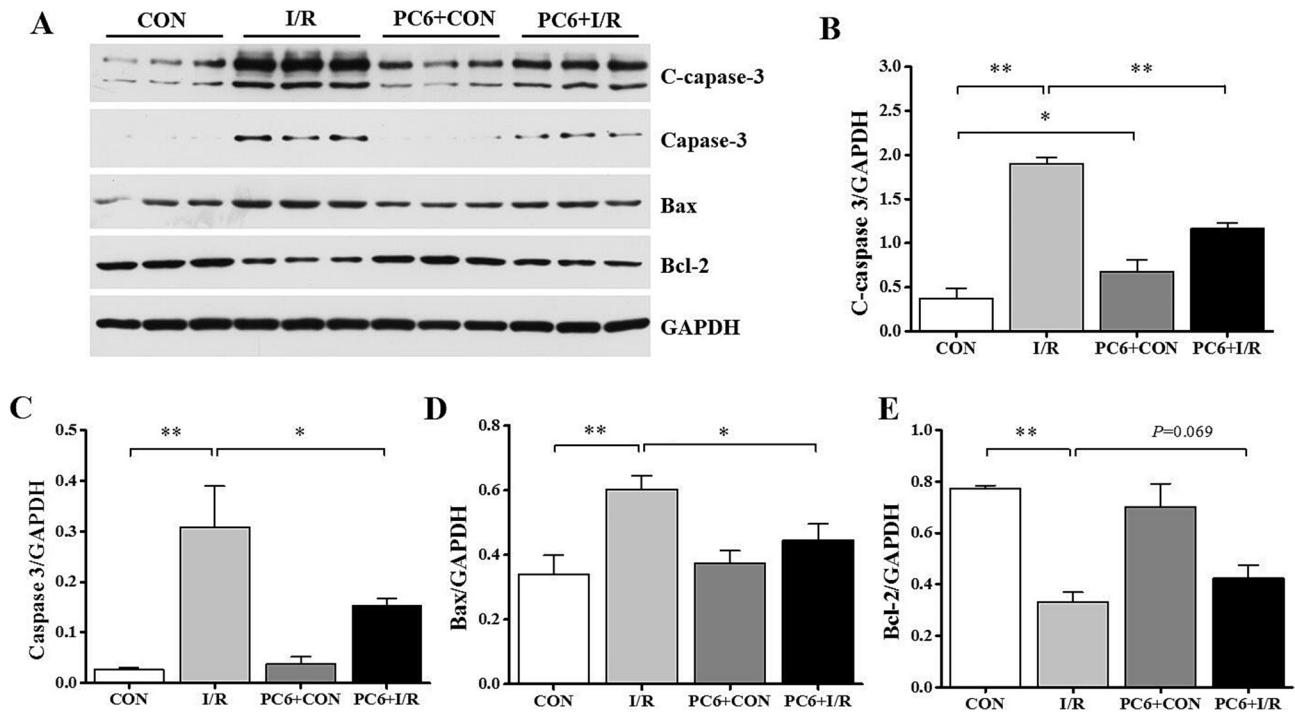 A
CON
I/R
PC6+CON
PC6+I/R
C-capase-3
Capase-3
Bax
Bcl-2
GAPDH
B
C-caspase 3/GAPDH
3.0
2.5
2.0
1.5
1.0
0.5
0.0
**
**
*
CON
I/R
PC6+CON
PC6+I/R
C
Caspase 3/GAPDH
0.5
0.4
0.3
0.2
0.1
0.0
**
*
CON
I/R
PC6+CON
PC6+I/R
D
Bax/GAPDH
0.8
0.6
0.4
0.2
0.0
**
*
CON
I/R
PC6+CON
PC6+I/R
E
Bcl-2/GAPDH
1.0
0.8
0.6
0.4
0.2
0.0
**
P=0.069
CON
I/R
PC6+CON
PC6+I/R